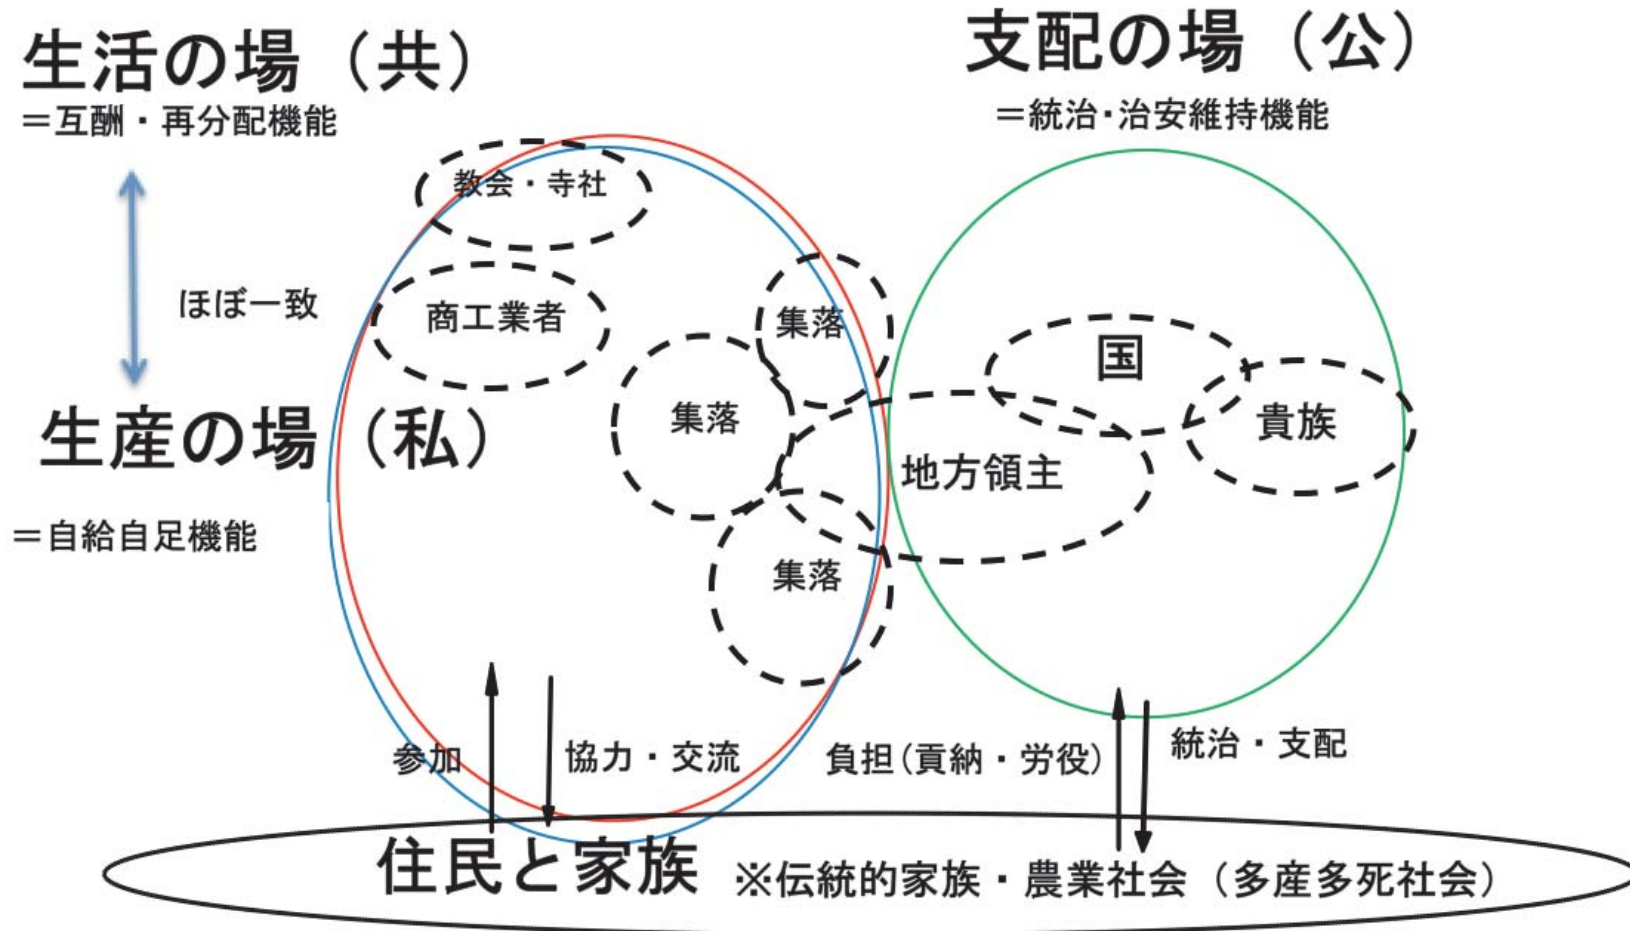 生活の場（共）
＝互酬・再分配機能
支配の場（公）
＝統治・治安維持機能
教会・寺社
ほぼ一致
商工業者
集落
国
集落
貴族
生産の場（私）
地方領主
＝自給自足機能
集落
参加
協力・交流
負担(貢納・労役)
統治・支配
住民と家族
※伝統的家族・農業社会（多産多死社会）